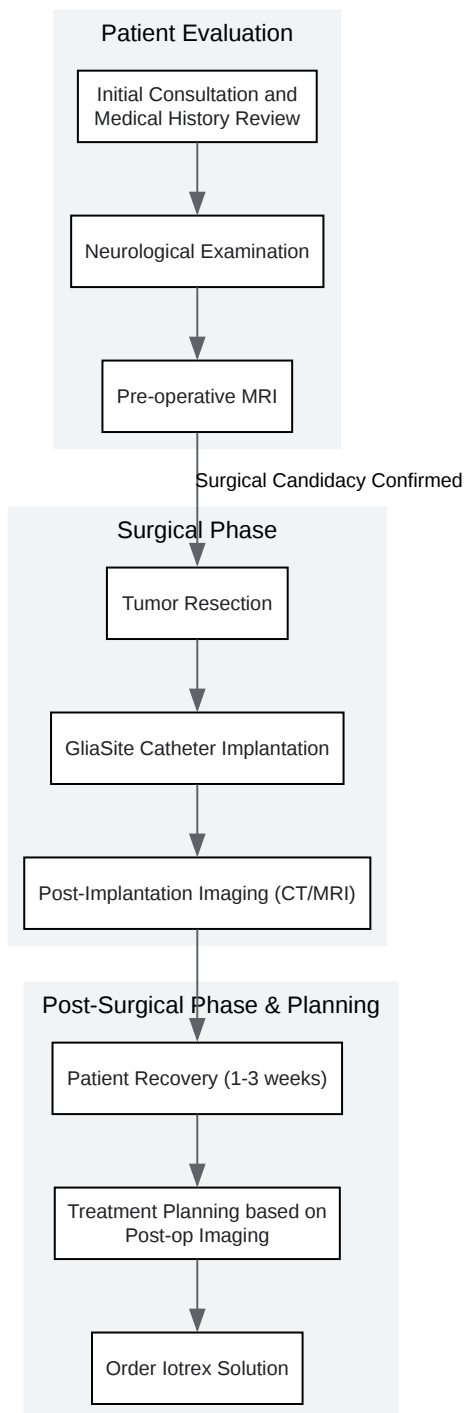 Patient Evaluation
Initial Consultation and
Medical History Review
Neurological Examination
Pre-operative MRI
Surgical Candidacy Confirmed
Surgical Phase
Tumor Resection
GliaSite Catheter Implantation
Post-Implantation Imaging (CT/MRI)
Post-Surgical Phase & Planning
Patient Recovery (1-3 weeks)
Treatment Planning based on
Post-op Imaging
Order Iotrex Solution